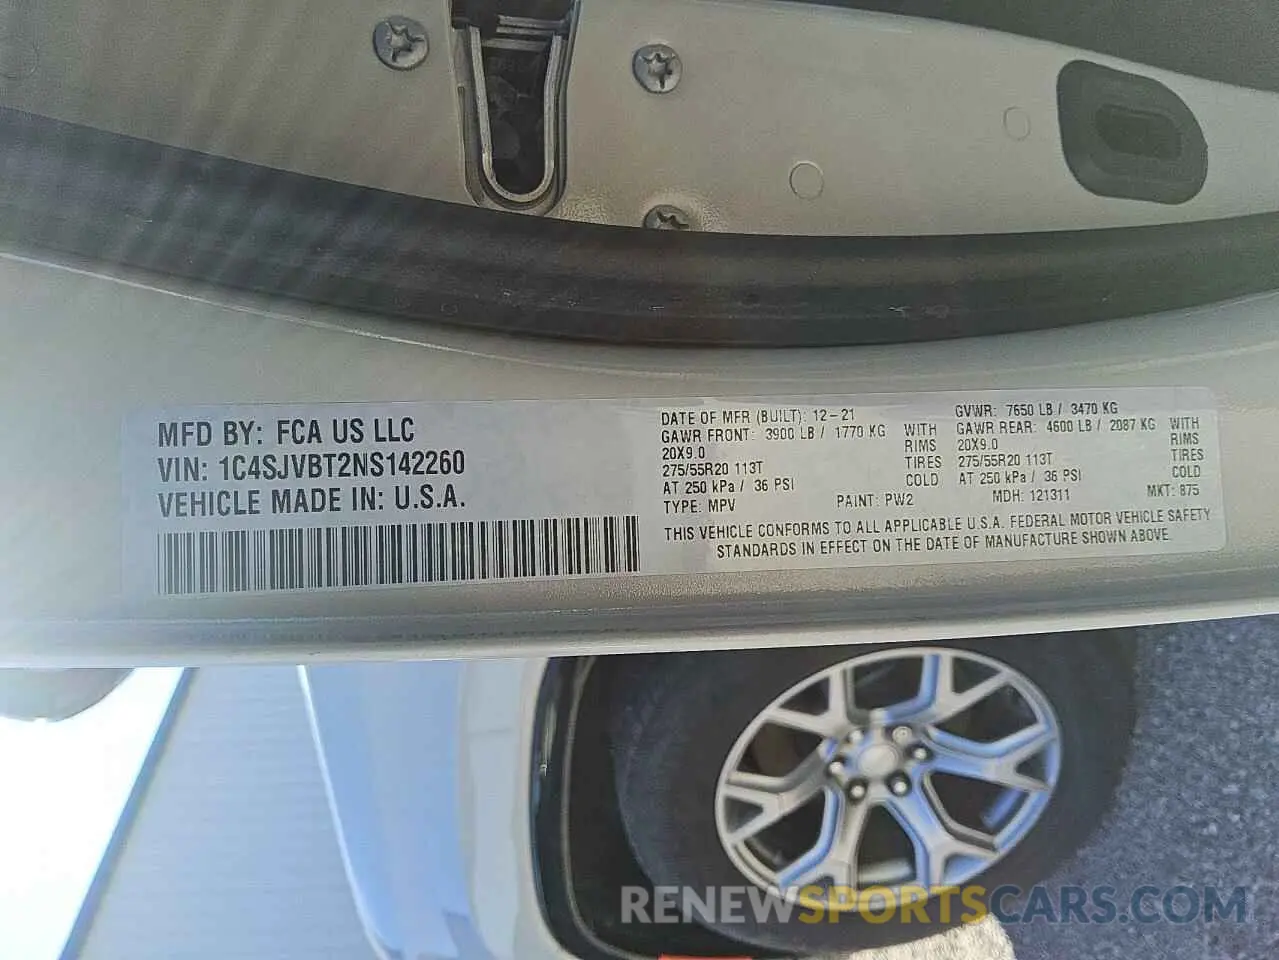 MFD BY: FCA US LLC
VIN: 1C4SJVBT2NS142260
VEHICLE MADE IN: U.S.A.
DATE OF MFR (BUILT): 12-21
GAWR FRONT: 3900 LB / 1770 KG WITH
20X9.0 RIMS
275/55R20 113T TIRES
AT 250 kPa / 36 PSI COLD
TYPE: MPV PAINT: PW2
GVWR: 7650 LB / 3470 KG
GAWR REAR: 4600 LB / 2087 KG WITH
20X9.0 RIMS
275/55R20 113T TIRES
AT 250 kPa / 36 PSI COLD
MDH: 121311 MKT: 875
THIS VEHICLE CONFORMS TO ALL APPLICABLE U.S.A. FEDERAL MOTOR VEHICLE SAFETY
STANDARDS IN EFFECT ON THE DATE OF MANUFACTURE SHOWN ABOVE.
RENEWSPORTSCARS.COM